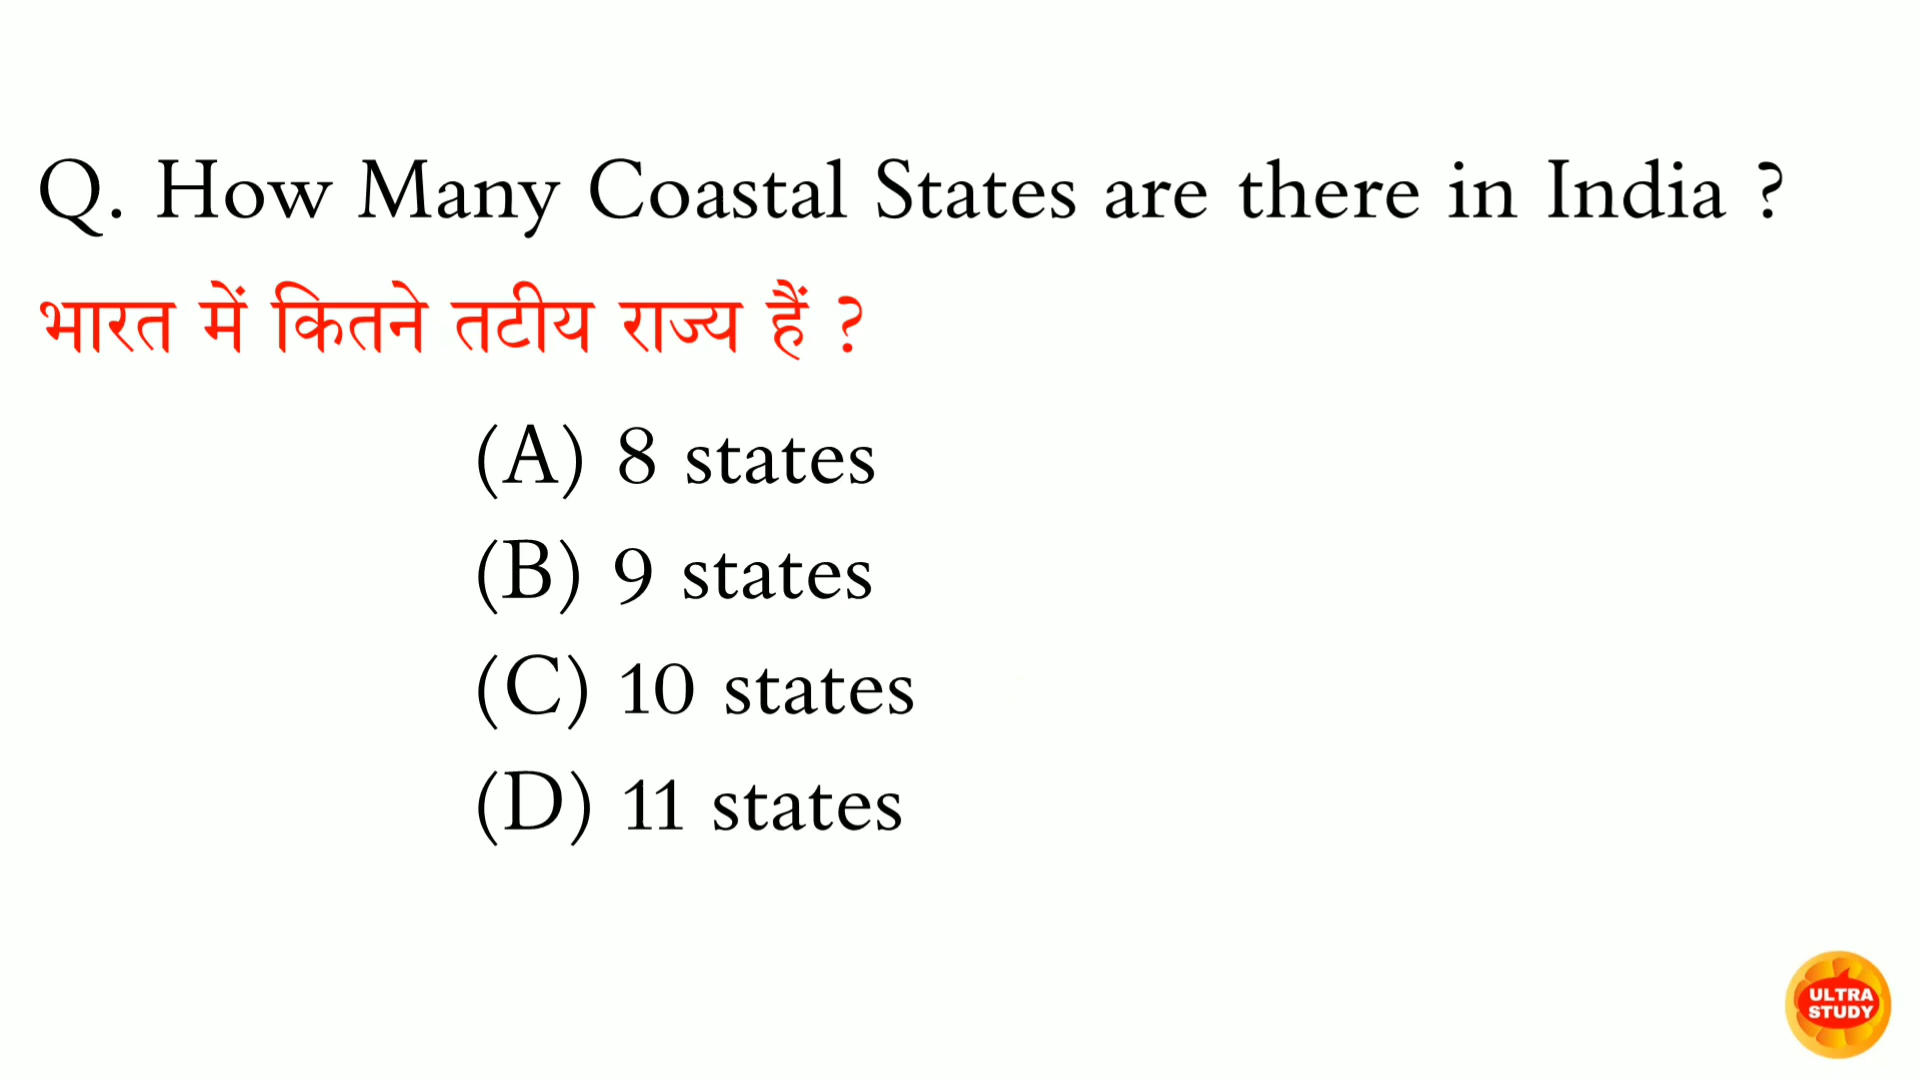 Q. How Many Coastal States are there in India ?
भारत में कितने तटीय राज्य हैं ?
(A) 8 states
(B) 9 states
(C) 10 states
(D) 11 states
ULTRA
STUDY